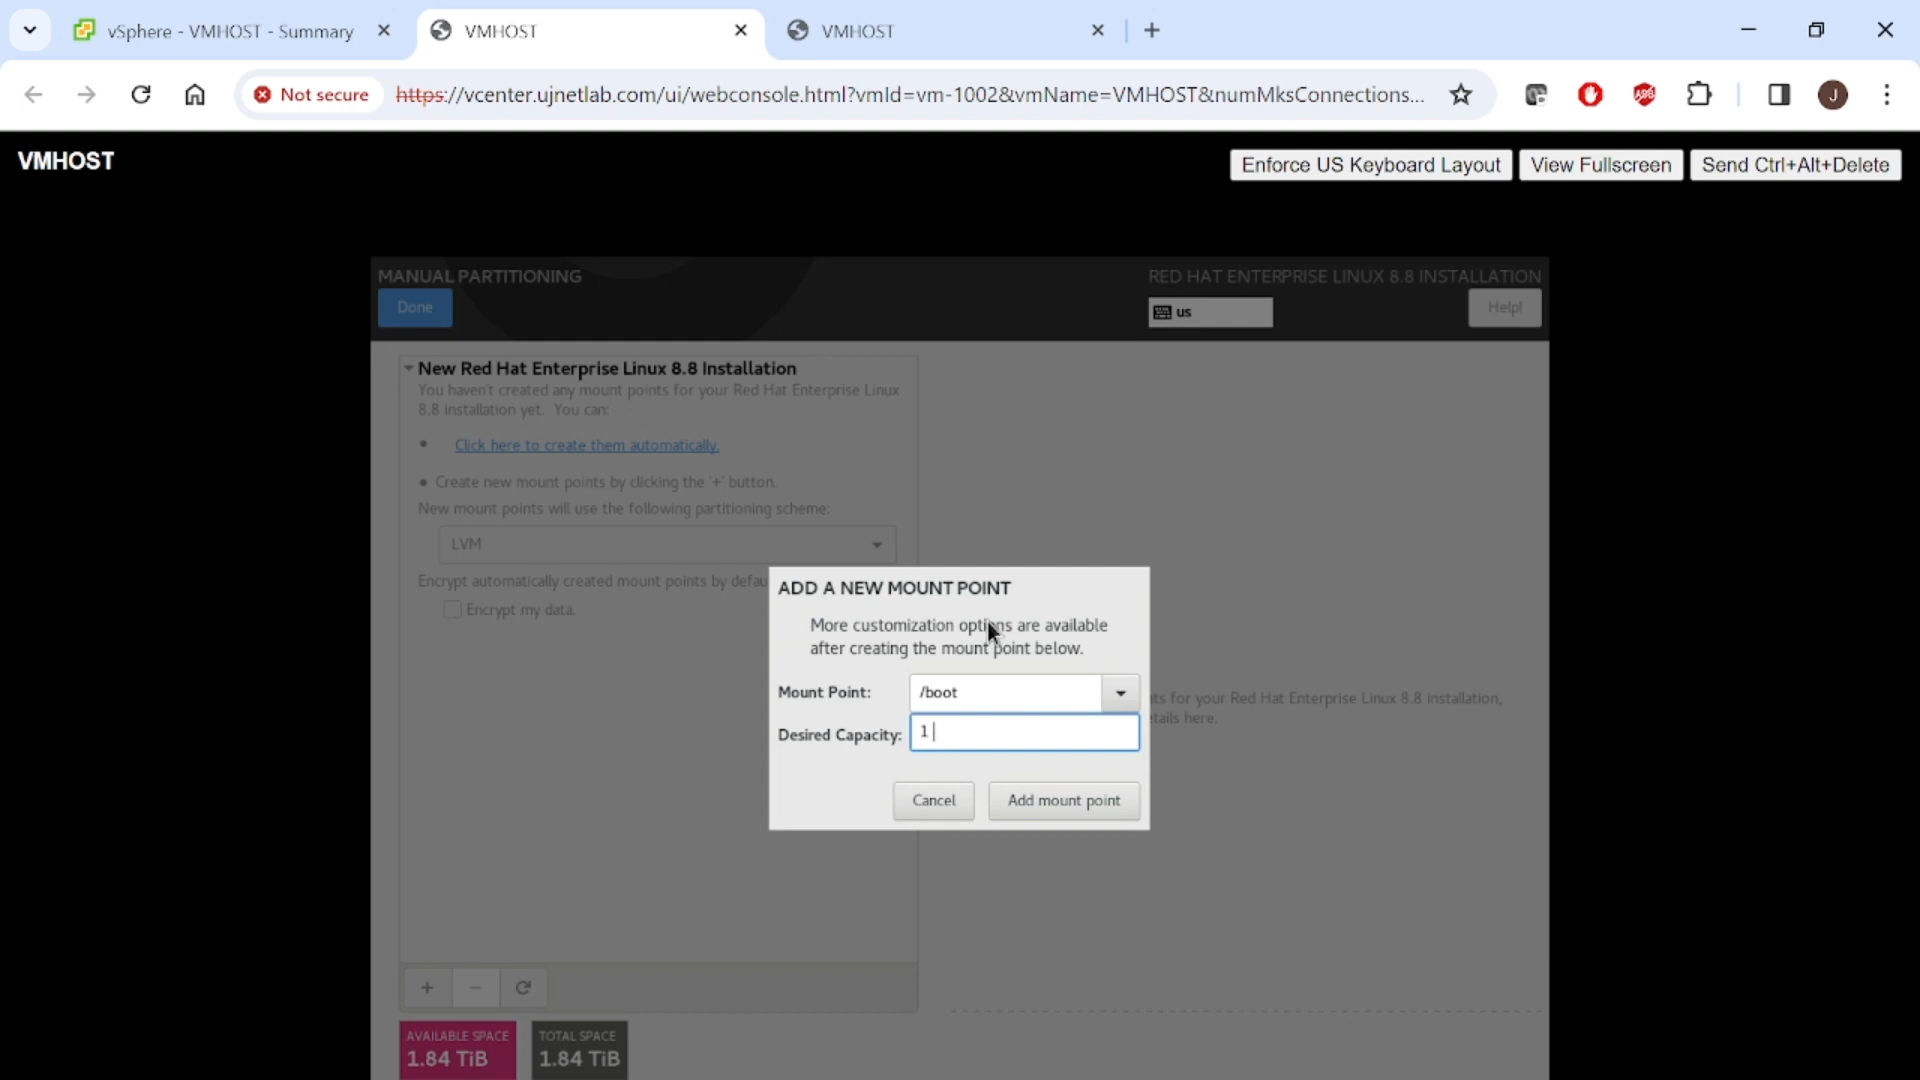 vSphere - VMHOST - Summary
VMHOST
VMHOST
Not secure
https://vcenter.ujnetlab.com/ui/webconsole.html?vmId=vm-1002&vmName=VMHOST&numMksConnections...
J
VMHOST
Enforce US Keyboard Layout
View Fullscreen
Send Ctrl+Alt+Delete
MANUAL PARTITIONING
RED HAT ENTERPRISE LINUX 8.8 INSTALLATION
Done
us
Help!
New Red Hat Enterprise Linux 8.8 Installation
You haven't created any mount points for your Red Hat Enterprise Linux
8.8 installation yet. You can:
Click here to create them automatically.
Create new mount points by clicking the '+' button.
New mount points will use the following partitioning scheme:
LVM
Encrypt automatically created mount points by
Encrypt my data.
ADD A NEW MOUNT POINT
More customization options are available
after creating the mount point below.
Mount Point:
/boot
Desired Capacity:
1
Cancel
Add mount point
for your Red Hat Enterprise Linux 8.8 installation,
here.
AVAILABLE SPACE
1.84 TiB
TOTAL SPACE
1.84 TiB